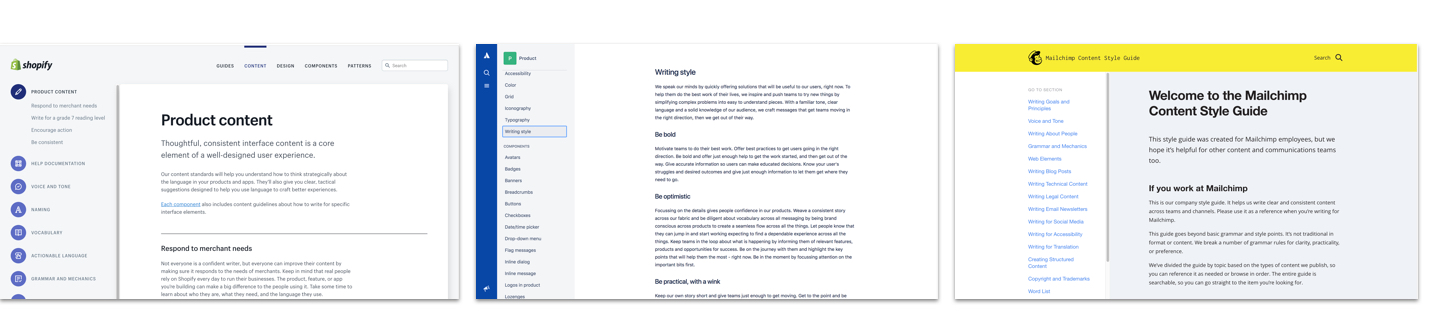 shopify
GUIDES
CONTENT
DESIGN
COMPONENTS
PATTERNS
Search
PRODUCT CONTENT
Respond to merchant needs
Write for a grade 7 reading level
Encourage action
Be consistent
HELP DOCUMENTATION
VOICE AND TONE
NAMING
VOCABULARY
ACTIONABLE LANGUAGE
GRAMMAR AND MECHANICS
Product content
Thoughtful, consistent interface content is a core
element of a well-designed user experience.
Our content standards will help you understand how to think strategically about
the language in your products and apps. They'll also give you clear, tactical
suggestions designed to help you use language to craft better experiences.
Each component also includes content guidelines about how to write for specific
interface elements.
Respond to merchant needs
Not everyone is a confident writer, but everyone can improve their content by
making sure it responds to the needs of merchants. Keep in mind that real people
rely on Shopify every day to run their businesses. The product, feature, or app
you're building can make a big difference to the people using it. Take some time to
learn about who they are, what they need, and the language they use.
P
Product
Accessibility
Color
Grid
Iconography
Typography
Writing style
COMPONENTS
Avatars
Badges
Banners
Breadcrumbs
Buttons
Checkboxes
Date/time picker
Drop-down menu
Flag messages
Inline dialog
Inline message
Logos in product
Lozenges
Writing style
We speak our minds by quickly offering solutions that will be useful to our users, right now. To
help them do the best work of their lives, we inspire and push teams to try new things by
simplifying complex problems into easy to understand pieces. With a familiar tone, clear
language and a solid knowledge of our audience, we craft messages that get teams moving in
the right direction, then we get out of their way.
Be bold
Motivate teams to do their best work. Offer best practices to get users going in the right
direction. Be bold and offer just enough help to get the work started, and then get out of the
way. Give accurate information so users can make educated decisions. Know your user's
struggles and desired outcomes and give just enough information to let them get where they
need to go.
Be optimistic
Focussing on the details gives people confidence in our products. Weave a consistent story
across our fabric and be diligent about vocabulary across all messaging by being brand
conscious across products to create a seamless flow across all the things. Let people know that
they can jump in and start working expecting to find a dependable experience across all the
things. Keep teams in the loop about what is happening by informing them of relevant features,
products and opportunities for success. Be on the journey with them and highlight the key
points that will help them the most - right now. Be in the moment by focussing attention on the
important bits first.
Be practical, with a wink
Keep our own story short and give teams just enough to get moving. Get to the point and be
Mailchimp Content Style Guide
Search
GO TO SECTION
Writing Goals and
Principles
Voice and Tone
Writing About People
Grammar and Mechanics
Web Elements
Writing Blog Posts
Writing Technical Content
Writing Legal Content
Writing Email Newsletters
Writing for Social Media
Writing for Accessibility
Writing for Translation
Creating Structured
Content
Copyright and Trademarks
Word List
Welcome to the Mailchimp
Content Style Guide
This style guide was created for Mailchimp employees, but we
hope it's helpful for other content and communications teams
too.
If you work at Mailchimp
This is our company style guide. It helps us write clear and consistent content
across teams and channels. Please use it as a reference when you're writing for
Mailchimp.
This guide goes beyond basic grammar and style points. It's not traditional in
format or content. We break a number of grammar rules for clarity, practicality,
or preference.
We've divided the guide by topic based on the types of content we publish, so
you can reference it as needed or browse in order. The entire guide is
searchable, so you can go straight to the item you're looking for.